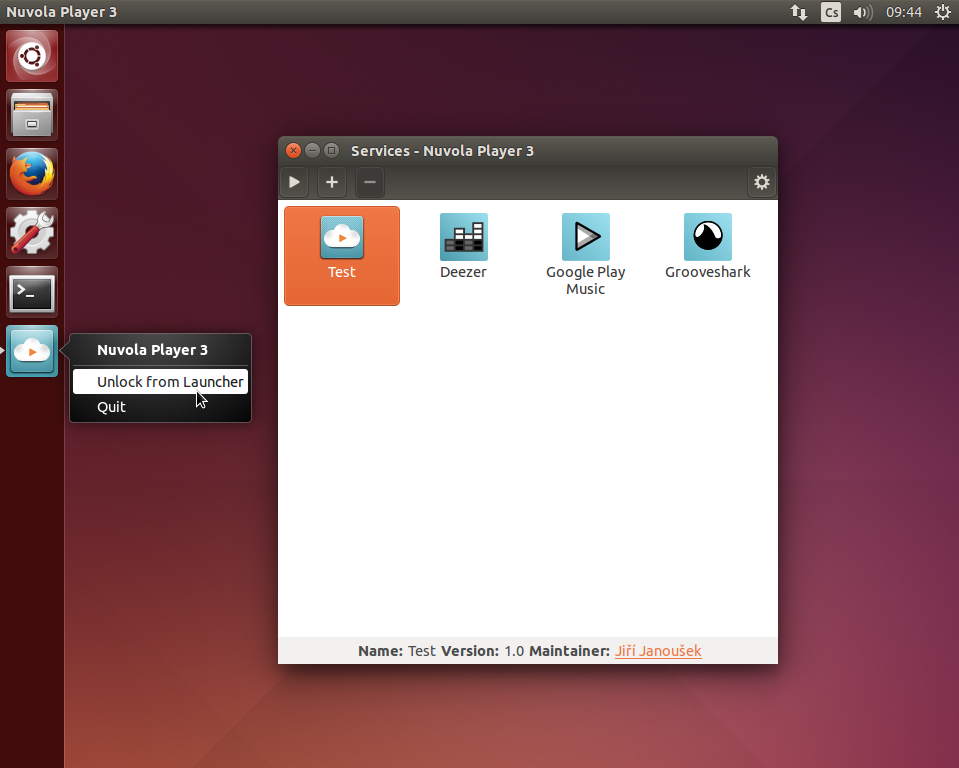 Nuvola Player 3
Cs
09:44
Services - Nuvola Player 3
Test
Deezer
Google Play
Music
Grooveshark
>_
Nuvola Player 3
Unlock from Launcher
Quit
Name: Test Version: 1.0 Maintainer: Jiří Janoušek